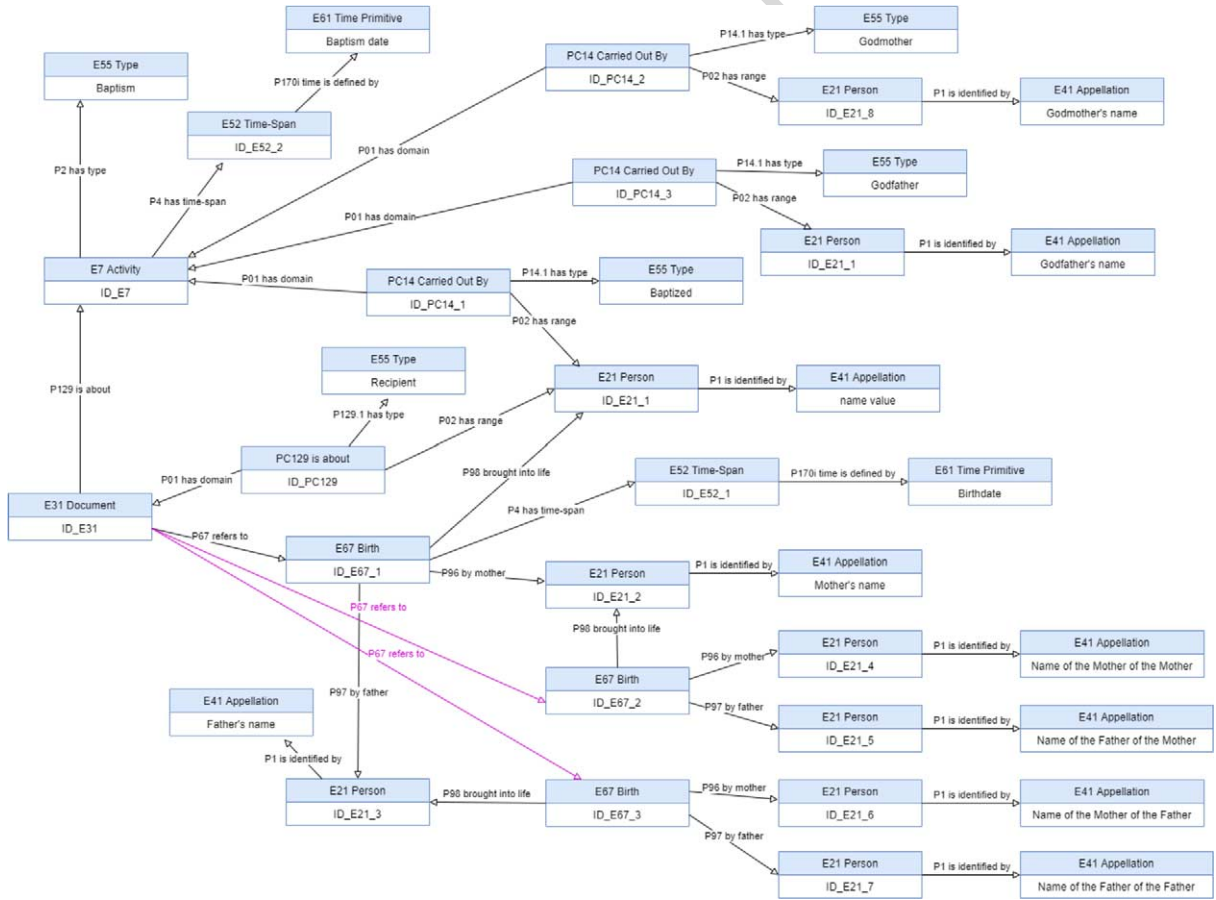 E61 Time Primitive
Baptism date
E55 Type
Godmother
P14.1 has type
PC14 Carried Out By
ID_PC14_2
E55 Type
Baptism
P170i time is defined by
P02 has range
E21 Person
ID_E21_8
P1 is identified by
E41 Appellation
Godmother's name
E52 Time-Span
ID_E52_2
P01 has domain
P2 has type
P4 has time-span
PC14 Carried Out By
ID_PC14_3
P14.1 has type
E55 Type
Godfather
P02 has range
P01 has domain
E21 Person
ID_E21_1
P1 is identified by
E41 Appellation
Godfather's name
E7 Activity
ID_E7
P01 has domain
PC14 Carried Out By
ID_PC14_1
P14.1 has type
E55 Type
Baptized
P02 has range
P129 is about
E55 Type
Recipient
E21 Person
ID_E21_1
P1 is identified by
E41 Appellation
name value
P129.1 has type
P02 has range
PC129 is about
ID_PC129
P01 has domain
P98 brought into life
E52 Time-Span
ID_E52_1
P170i time is defined by
E61 Time Primitive
Birthdate
P4 has time-span
E31 Document
ID_E31
P67 refers to
E67 Birth
ID_E67_1
P96 by mother
E21 Person
ID_E21_2
P1 is identified by
E41 Appellation
Mother's name
P67 refers to
P98 brought into life
P67 refers to
E67 Birth
ID_E67_2
P96 by mother
E21 Person
ID_E21_4
P1 is identified by
E41 Appellation
Name of the Mother of the Mother
P97 by father
P97 by father
E21 Person
ID_E21_5
P1 is identified by
E41 Appellation
Name of the Father of the Mother
E41 Appellation
Father's name
P1 is identified by
E21 Person
ID_E21_3
P98 brought into life
E67 Birth
ID_E67_3
P96 by mother
E21 Person
ID_E21_6
P1 is identified by
E41 Appellation
Name of the Mother of the Father
P97 by father
E21 Person
ID_E21_7
P1 is identified by
E41 Appellation
Name of the Father of the Father